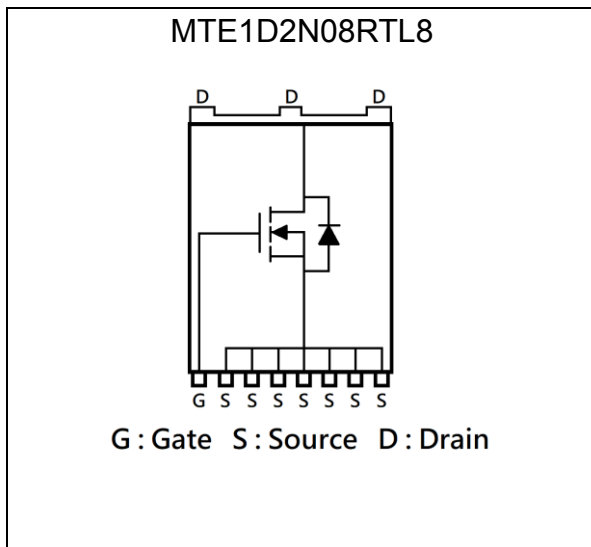 MTE1D2N08RTL8
D D D
G S S S S S S S
G : Gate S : Source D : Drain